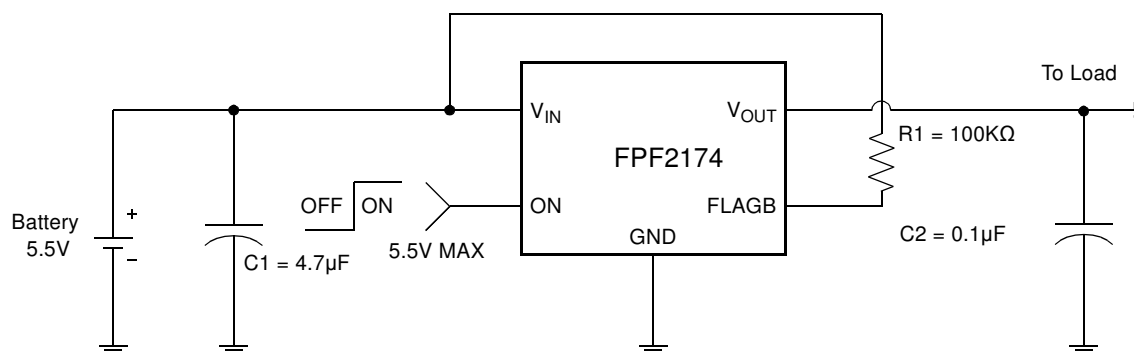 To Load
V_IN
V_OUT
R1 = 100KΩ
FPF2174
OFF
ON
ON
FLAGB
Battery
5.5V
+
−
C1 = 4.7μF
5.5V MAX
GND
C2 = 0.1μF